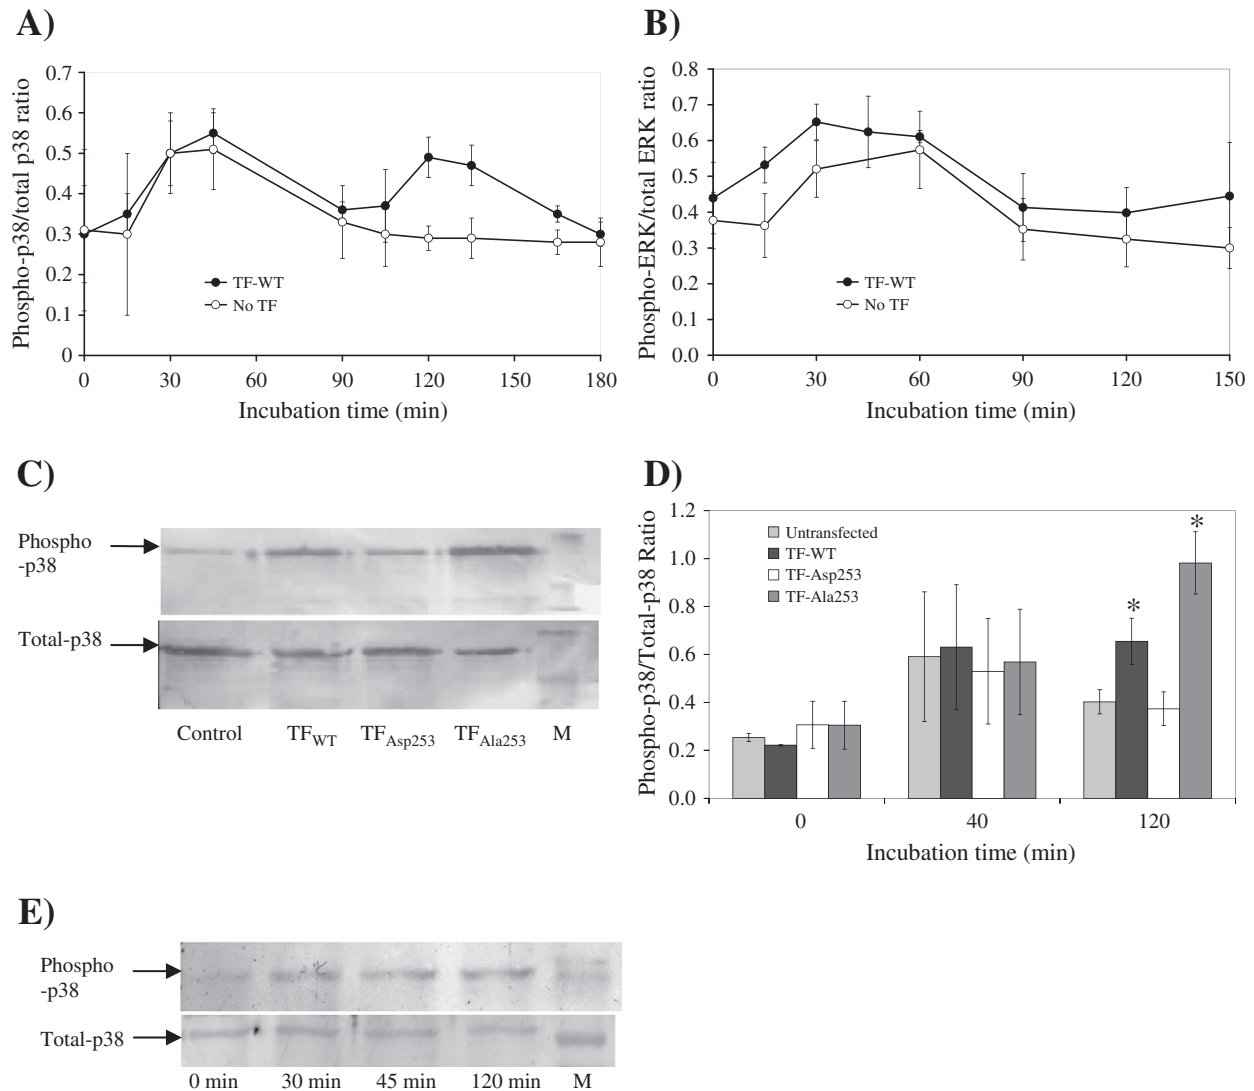 A)
Phospho-p38/total p38 ratio
0.7
0.6
0.5
0.4
0.3
0.2
0.1
0
TF-WT
No TF
0 30 60 90 120 150 180
Incubation time (min)
B)
Phospho-ERK/total ERK ratio
0.8
0.7
0.6
0.5
0.4
0.3
0.2
0.1
0.0
TF-WT
No TF
0 30 60 90 120 150
Incubation time (min)
C)
Phospho
-p38
Total-p38
Control TFWT TFAsp253 TFAla253 M
D)
Phospho-p38/Total-p38 Ratio
1.2
1.0
0.8
0.6
0.4
0.2
0.0
Untransfected
TF-WT
TF-Asp253
TF-Ala253
*
*
0 40 120
Incubation time (min)
E)
Phospho
-p38
Total-p38
0 min 30 min 45 min 120 min M